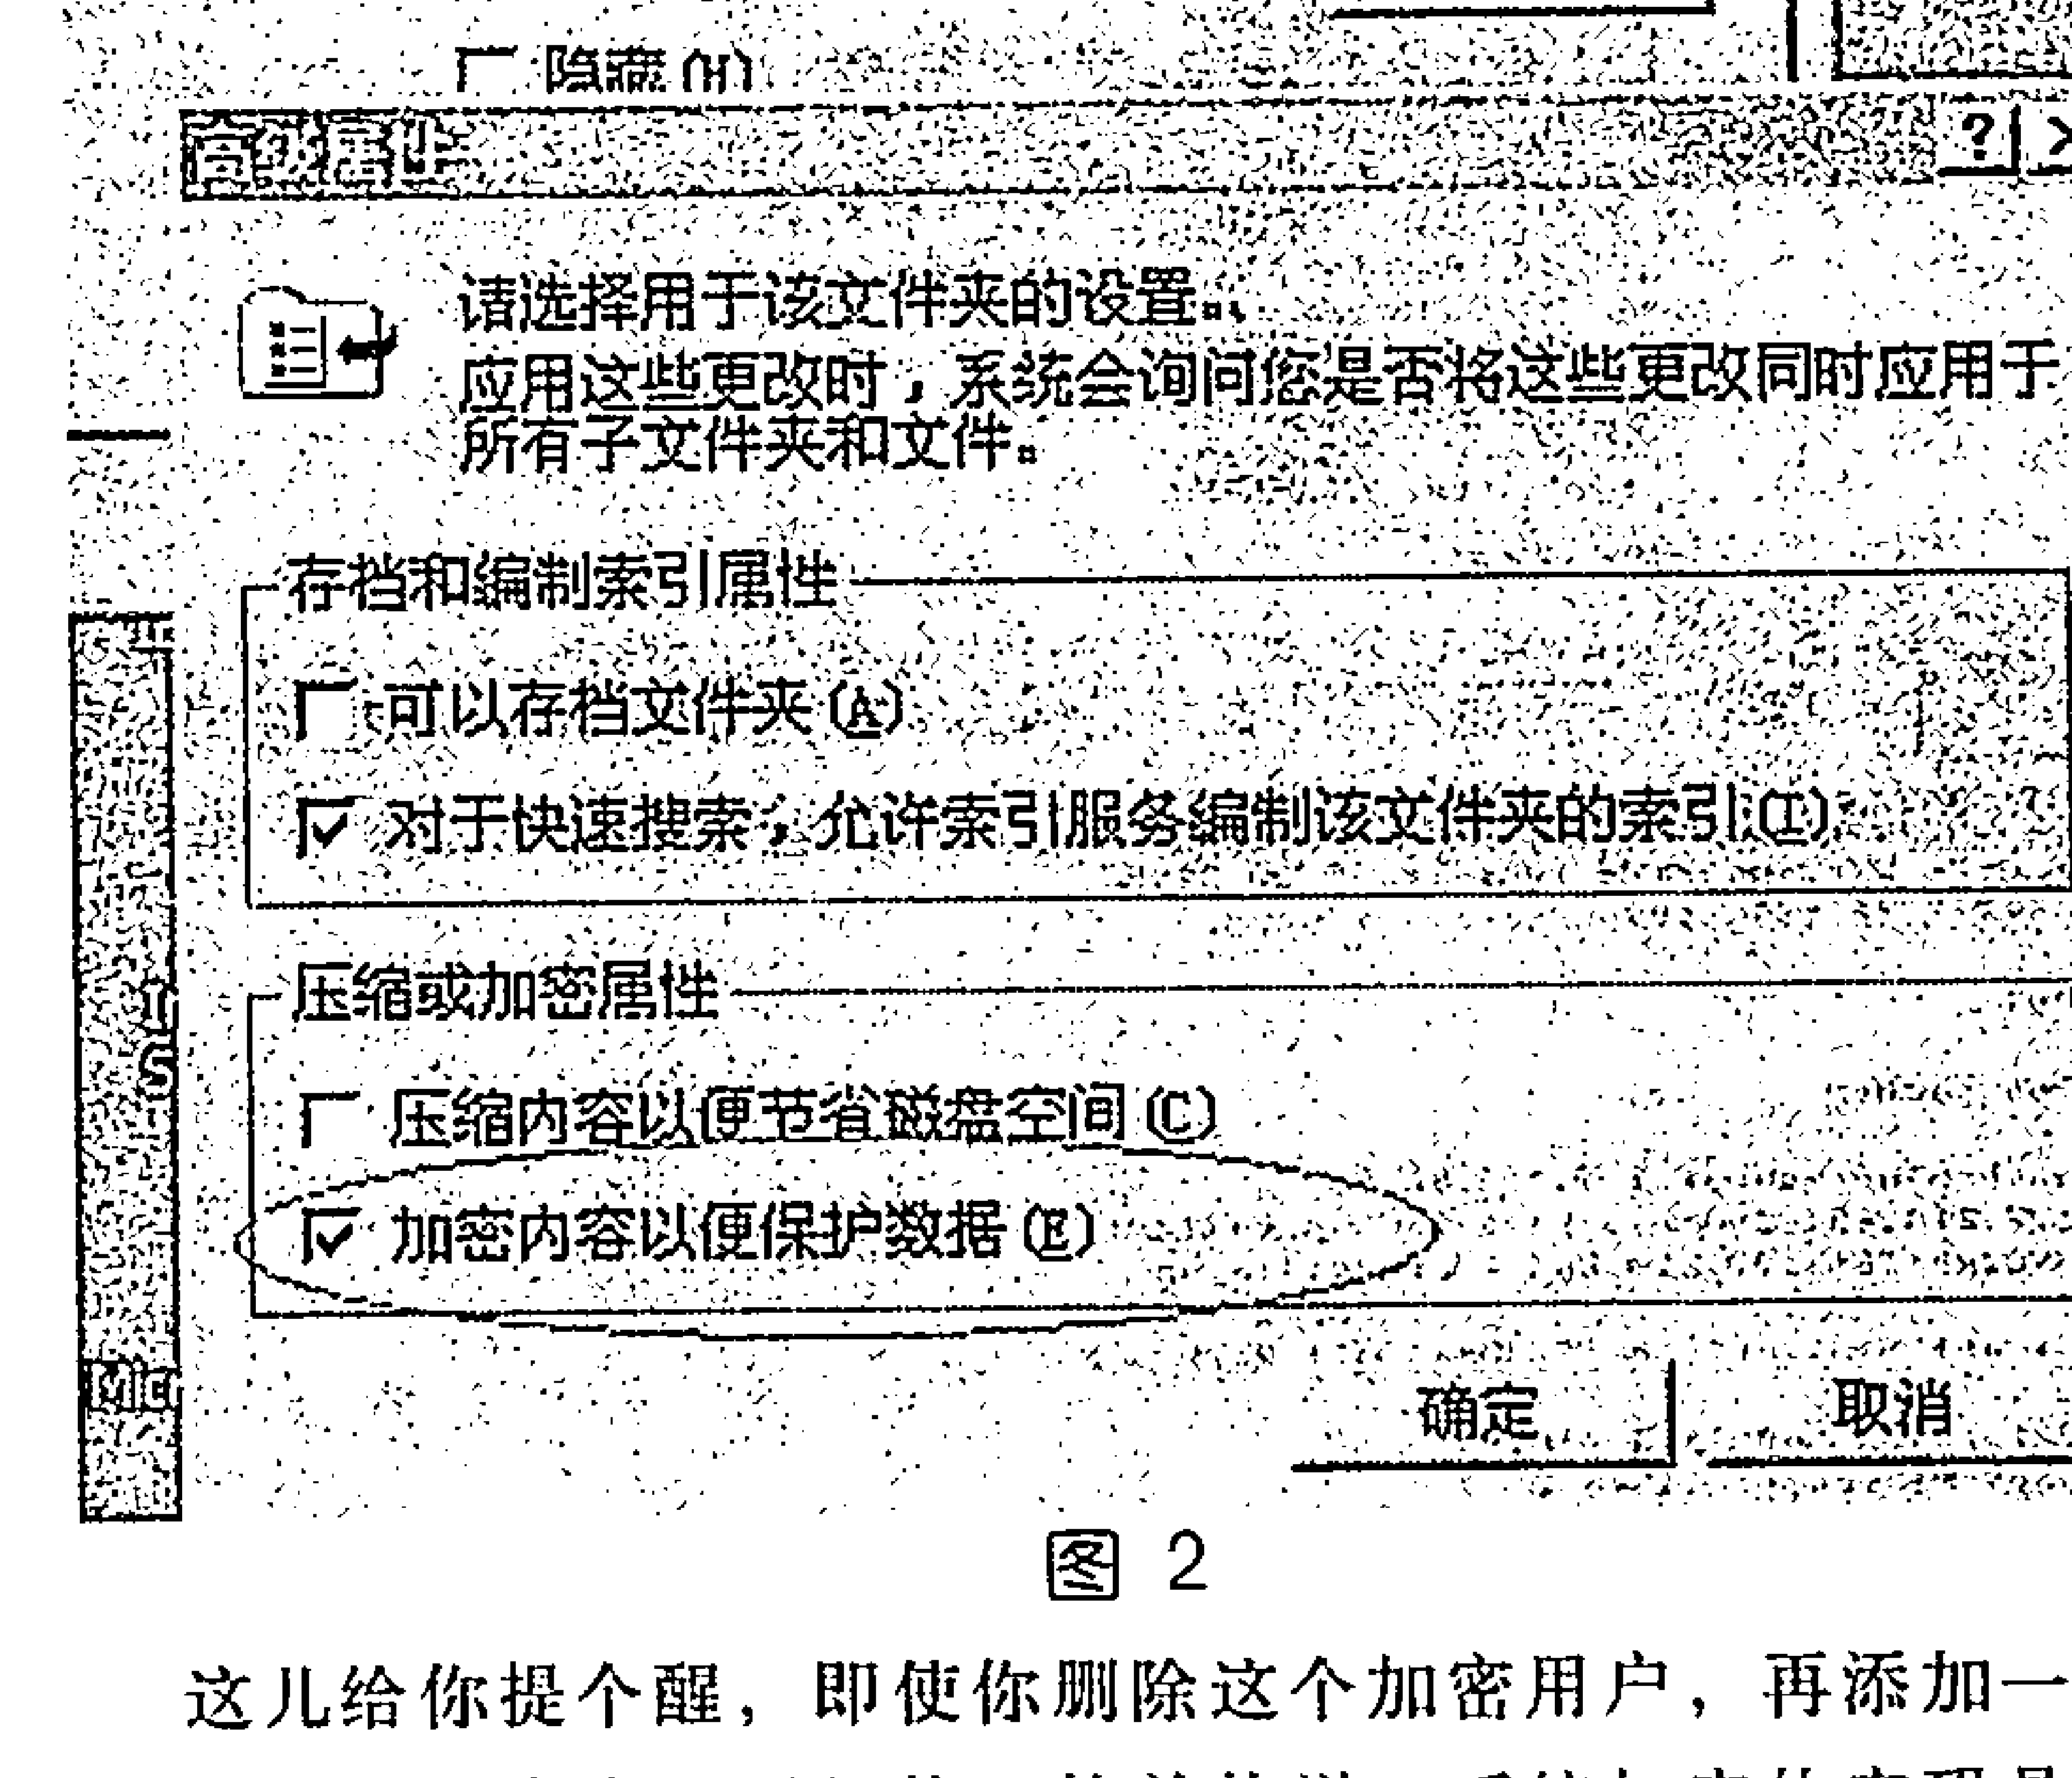 隐藏(H)
高级属性
请选择用于该文件夹的设置。
应用这些更改时，系统会询问您是否将这些更改同时应用于
所有子文件夹和文件。
存档和编制索引属性
可以存档文件夹(A)
对于快速搜索，允许索引服务编制该文件夹的索引(I)
压缩或加密属性
压缩内容以便节省磁盘空间(C)
加密内容以便保护数据(E)
Micr
确定 取消
图 2
这儿给你提个醒，即使你删除这个加密用户，再添加一